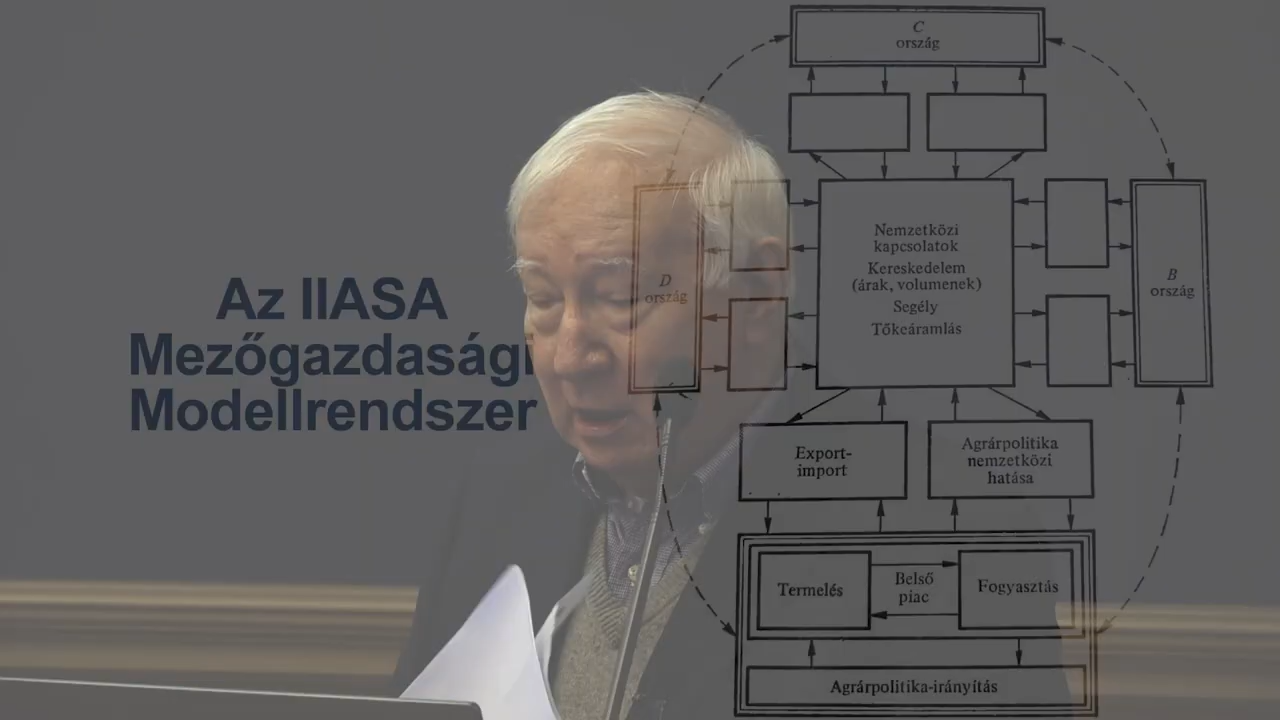 Az IIASA
Mezőgazdasági
Modellrendszer
C
ország
D
ország
Nemzetközi
kapcsolatok
Kereskedelem
(árak, volumenek)
Segély
Tőkeáramlás
B
ország
Export-
import
Agrárpolitika
nemzetközi
hatása
Termelés
Belső
piac
Fogyasztás
Agrárpolitika-irányítás